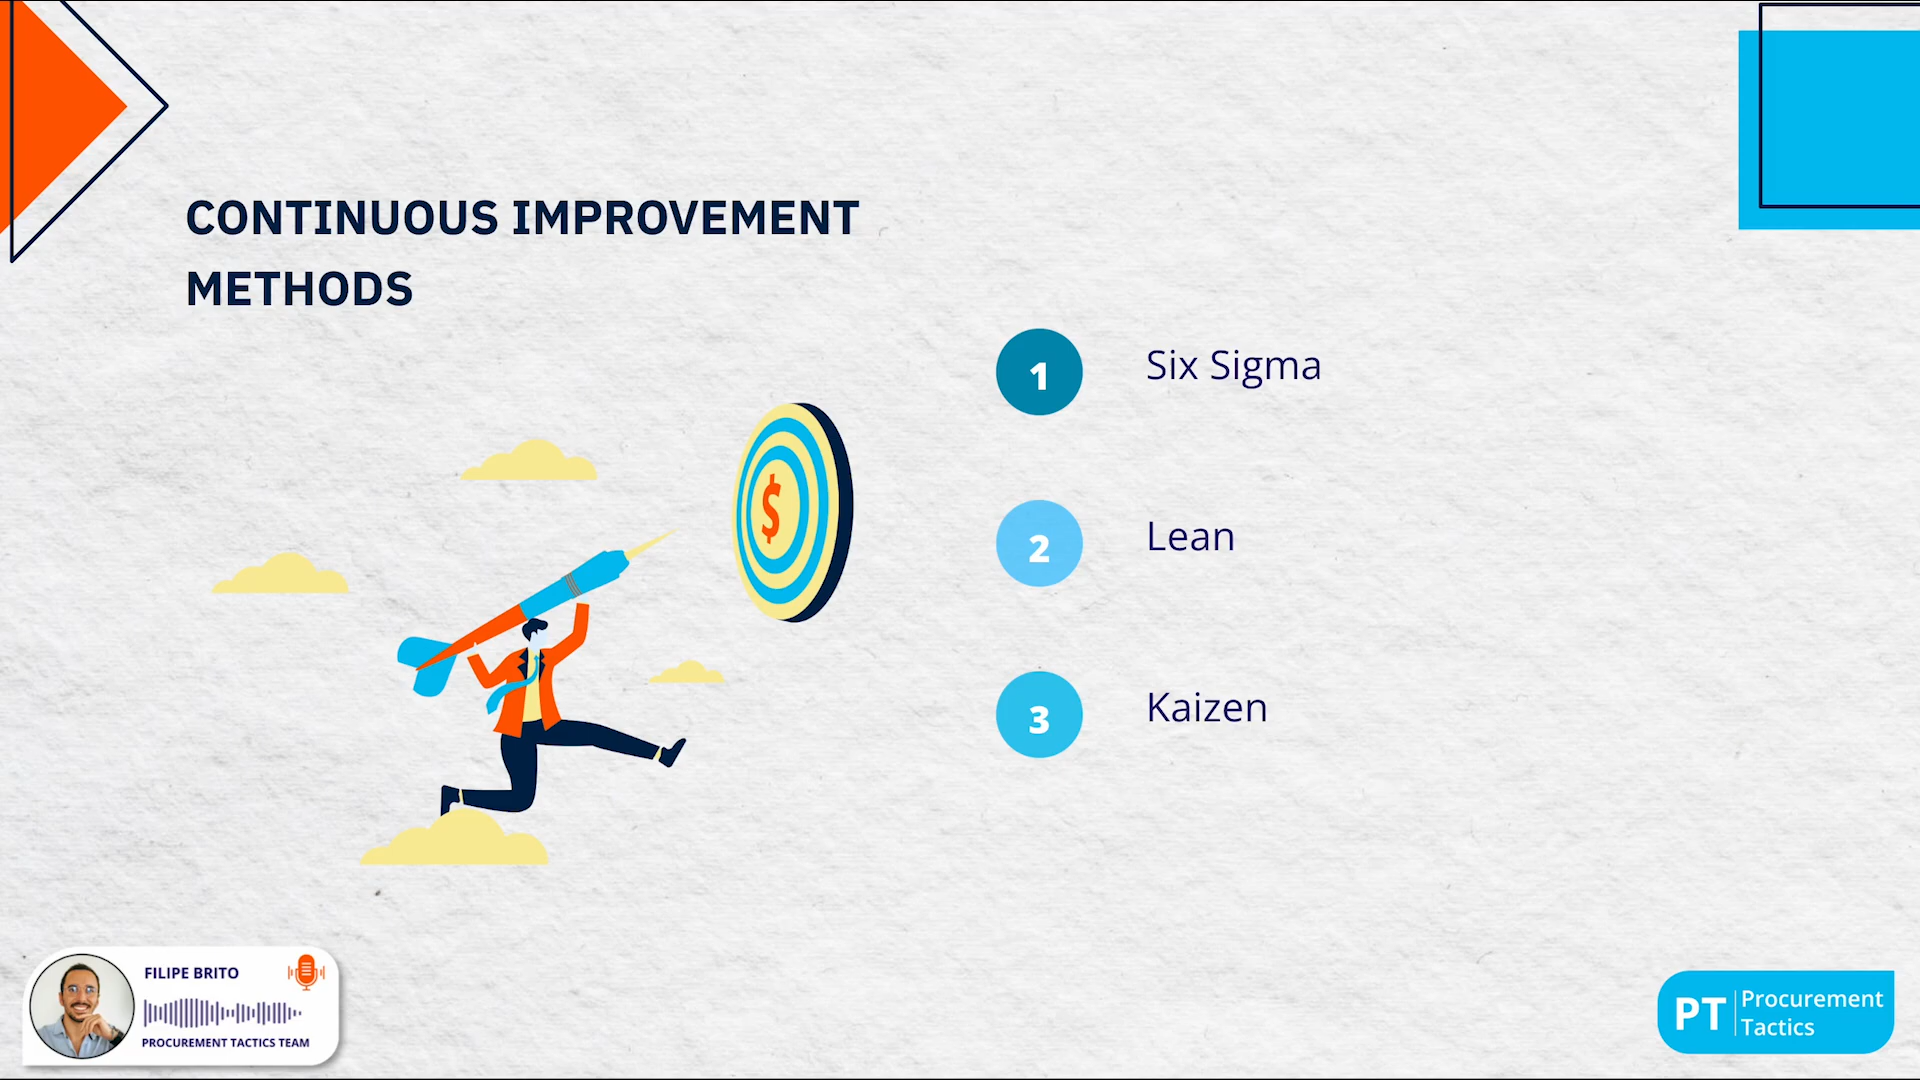 CONTINUOUS IMPROVEMENT
METHODS
1 Six Sigma
2 Lean
3 Kaizen
$
FILIPE BRITO
PROCUREMENT TACTICS TEAM
PT Procurement
Tactics